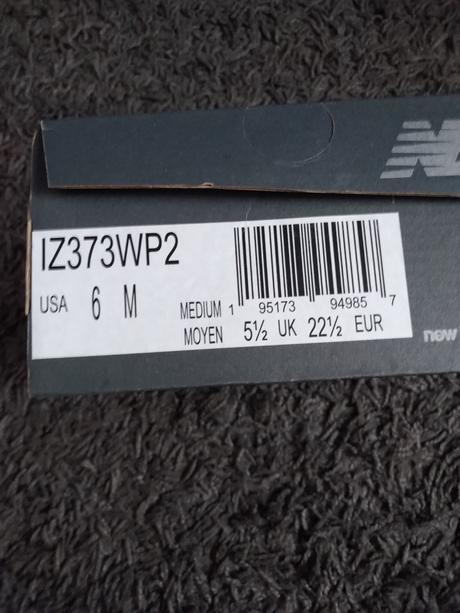 IZ373WP2
USA 6 M MEDIUM 1 95173 94985 7
MOYEN 5½ UK 22½ EUR
new